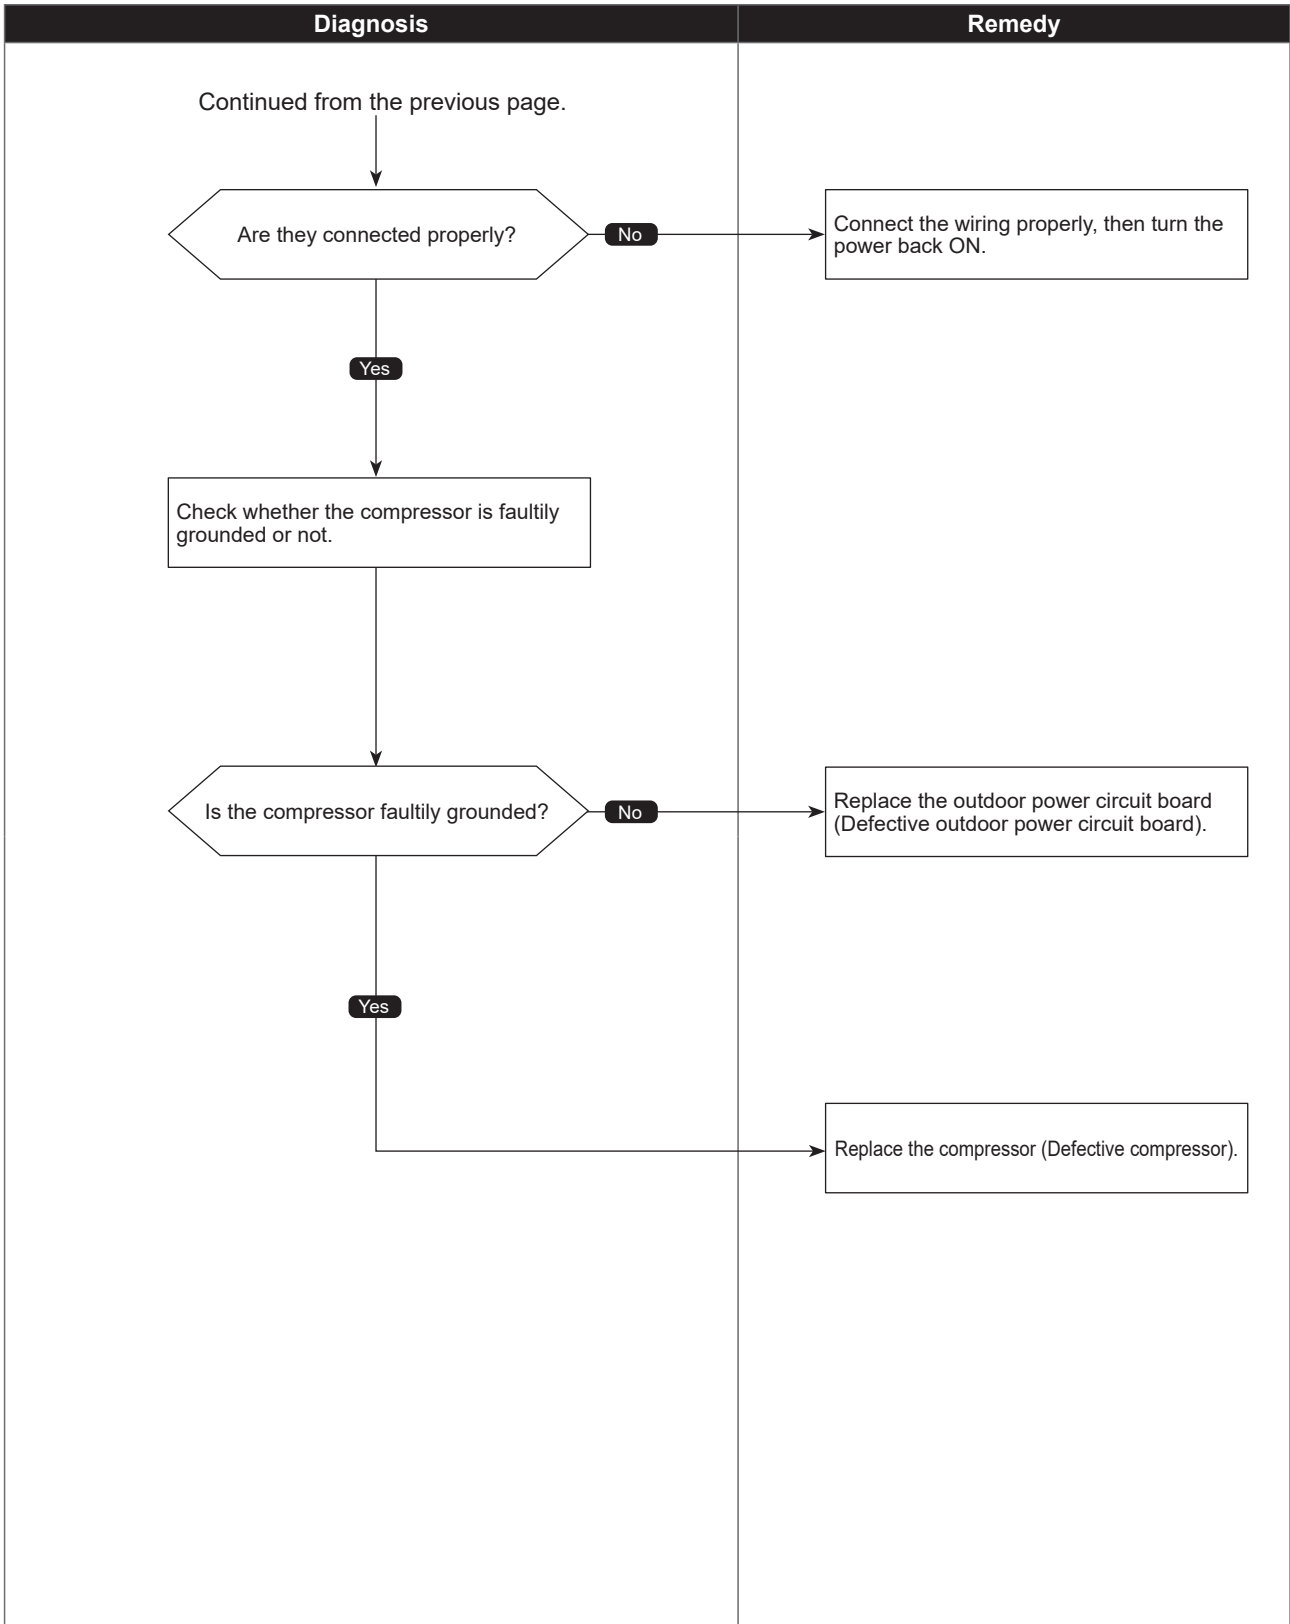 Diagnosis
Remedy
Continued from the previous page.
Are they connected properly?
No
Connect the wiring properly, then turn the
power back ON.
Yes
Check whether the compressor is faultily
grounded or not.
Is the compressor faultily grounded?
No
Replace the outdoor power circuit board
(Defective outdoor power circuit board).
Yes
Replace the compressor (Defective compressor).